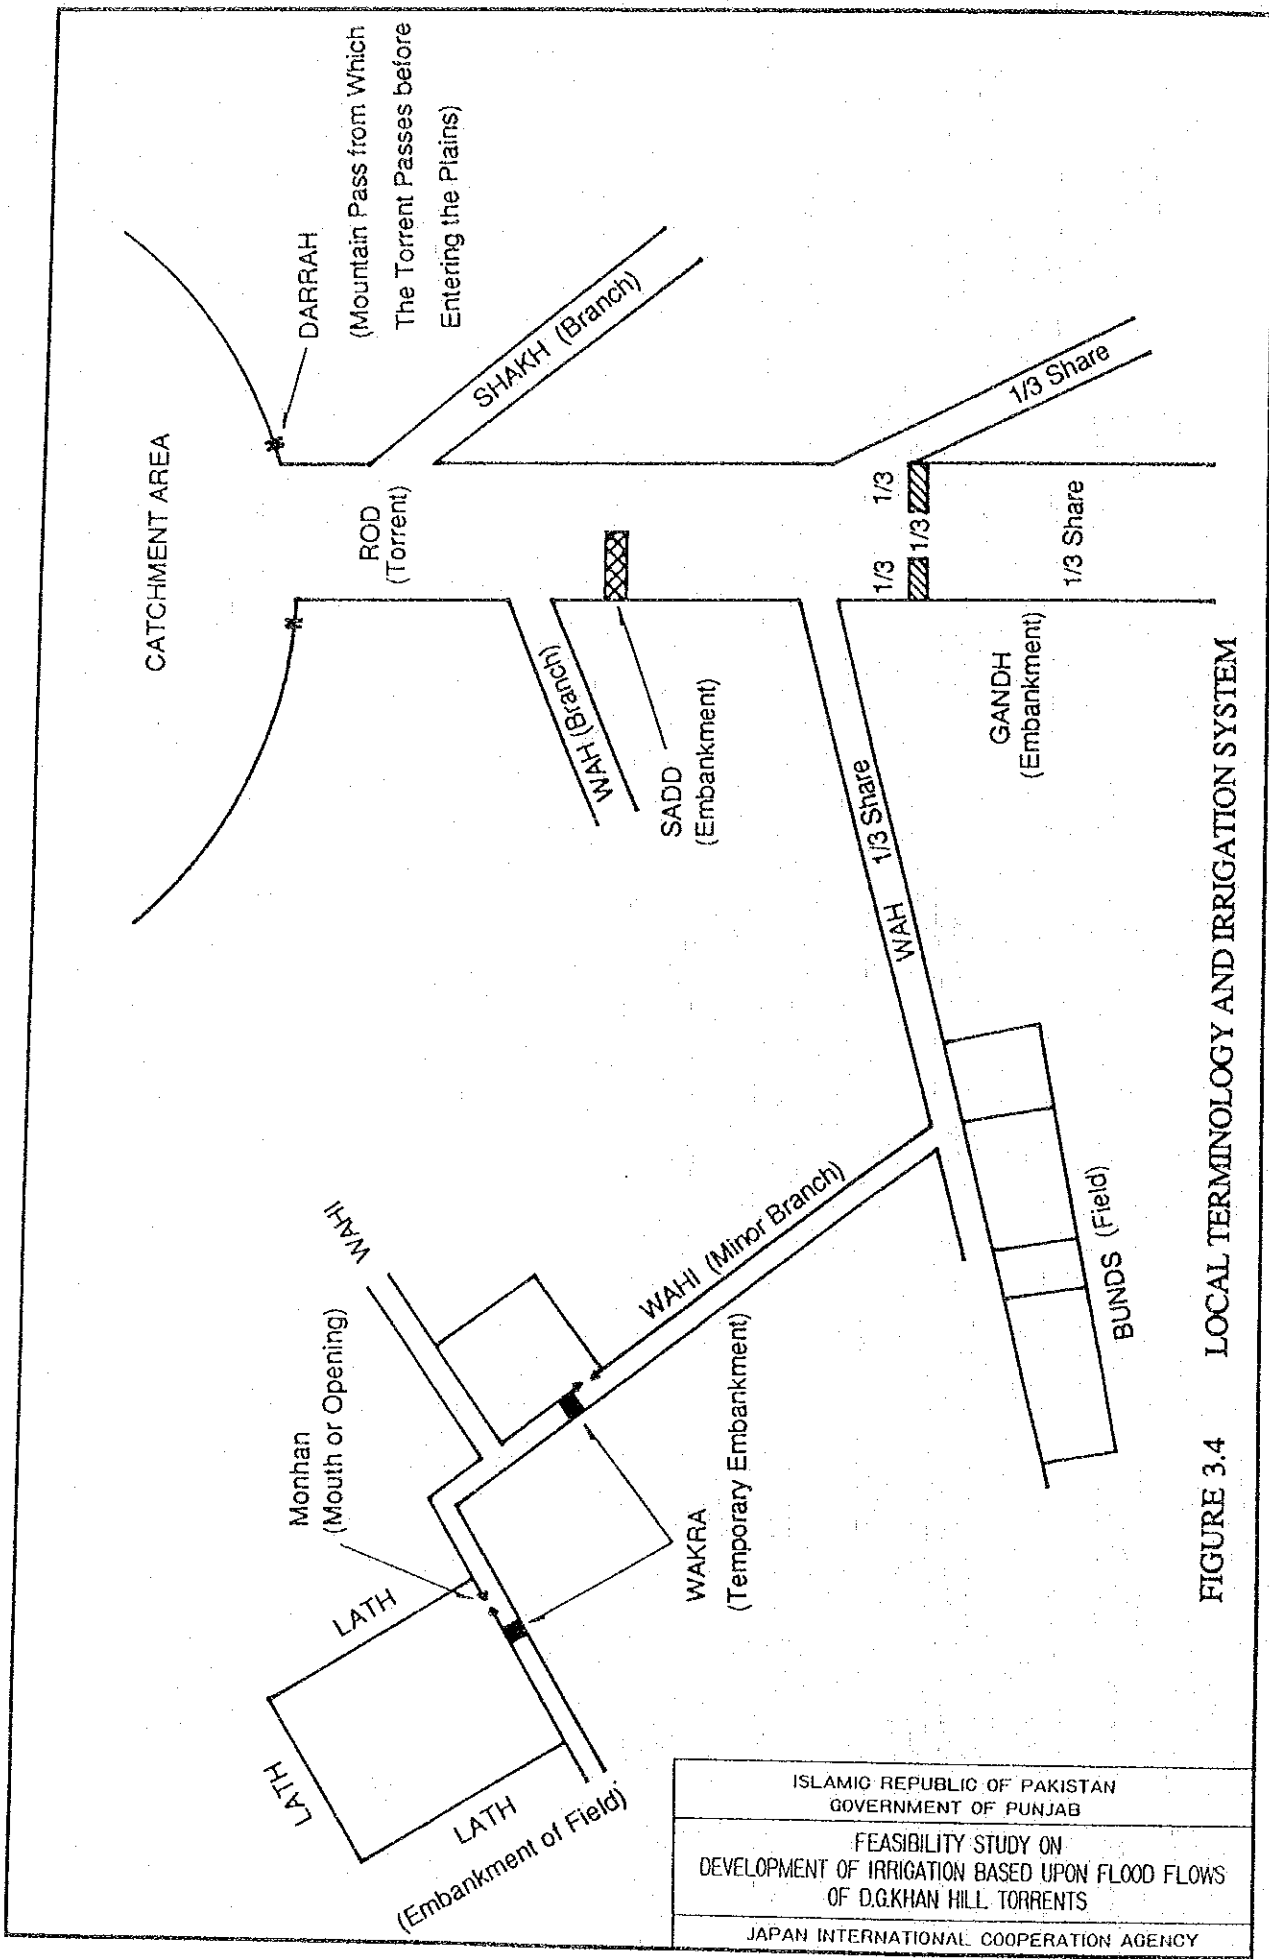 CATCHMENT AREA
DARRAH
(Mountain Pass from Which
The Torrent Passes before
Entering the Plains)
ROD
(Torrent)
SHAKH (Branch)
WAH (Branch)
SADD
(Embankment)
WAH 1/3 Share
1/3
1/3
1/3
1/3 Share
1/3 Share
GANDH
(Embankment)
WAHI
WAHI (Minor Branch)
Monhan
(Mouth or Opening)
WAKRA
(Temporary Embankment)
LATH
LATH
LATH
(Embankment of Field)
BUNDS (Field)
FIGURE 3.4 LOCAL TERMINOLOGY AND IRRIGATION SYSTEM
ISLAMIC REPUBLIC OF PAKISTAN
GOVERNMENT OF PUNJAB
FEASIBILITY STUDY ON
DEVELOPMENT OF IRRIGATION BASED UPON FLOOD FLOWS
OF D.G.KHAN HILL TORRENTS
JAPAN INTERNATIONAL COOPERATION AGENCY